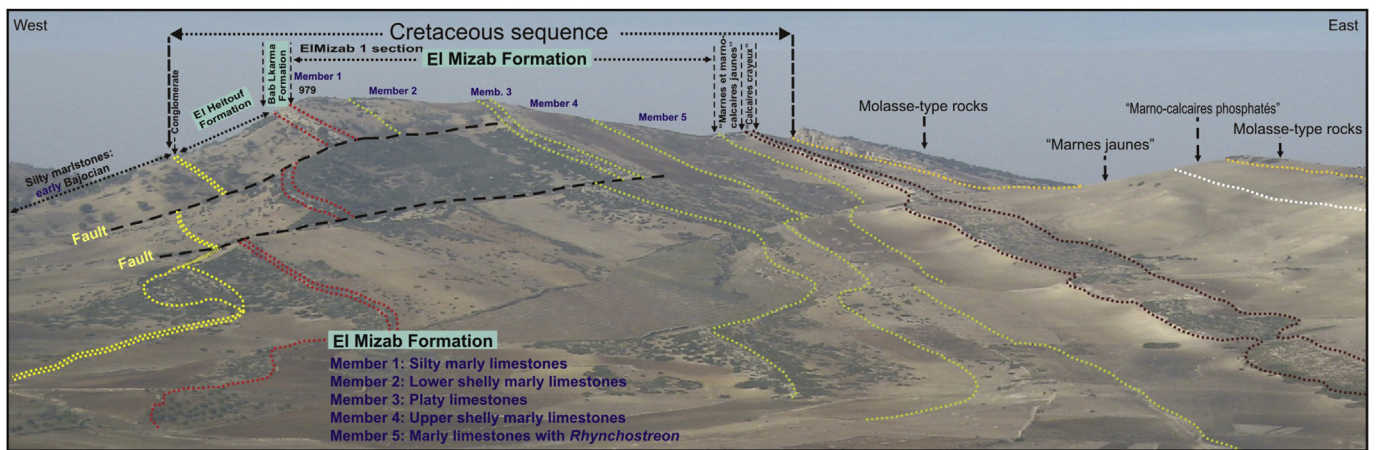 West
East
Cretaceous sequence
ElMizab 1 section
El Mizab Formation
Bab Lkarma
Formation
Conglomerate
El Heitouf
Formation
Silty marlstones:
early Bajocian
Member 1
979
Member 2
Memb. 3
Member 4
Member 5
“Marnes et marno-
calcaires jaunes”
“Calcaires crayeux”
Molasse-type rocks
“Marnes jaunes”
“Marno-calcaires phosphatés”
Molasse-type rocks
Fault
Fault
El Mizab Formation
Member 1: Silty marly limestones
Member 2: Lower shelly marly limestones
Member 3: Platy limestones
Member 4: Upper shelly marly limestones
Member 5: Marly limestones with Rhynchostreon